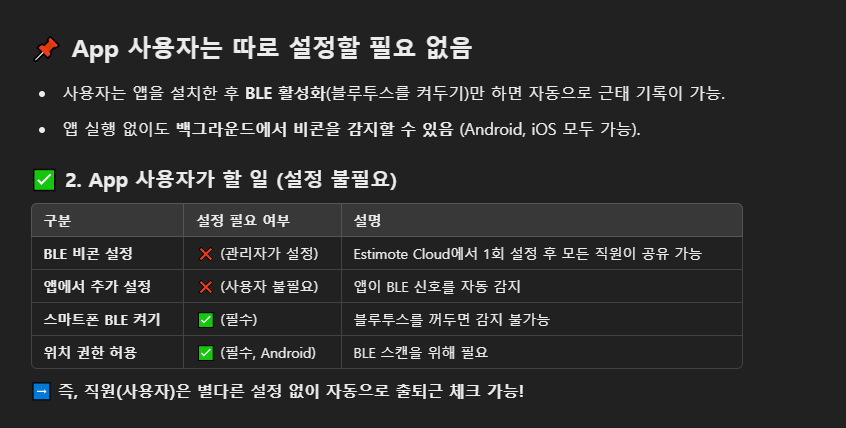 📌 App 사용자는 따로 설정할 필요 없음
• 사용자는 앱을 설치한 후 BLE 활성화(블루투스를 켜두기)만 하면 자동으로 근태 기록이 가능.
• 앱 실행 없이도 백그라운드에서 비콘을 감지할 수 있음 (Android, iOS 모두 가능).
✅ 2. App 사용자가 할 일 (설정 불필요)
구분 설정 필요 여부 설명
BLE 비콘 설정 ❌ (관리자가 설정) Estimote Cloud에서 1회 설정 후 모든 직원이 공유 가능
앱에서 추가 설정 ❌ (사용자 불필요) 앱이 BLE 신호를 자동 감지
스마트폰 BLE 켜기 ✅ (필수) 블루투스를 꺼두면 감지 불가능
위치 권한 허용 ✅ (필수, Android) BLE 스캔을 위해 필요
➡ 즉, 직원(사용자)은 별다른 설정 없이 자동으로 출퇴근 체크 가능!